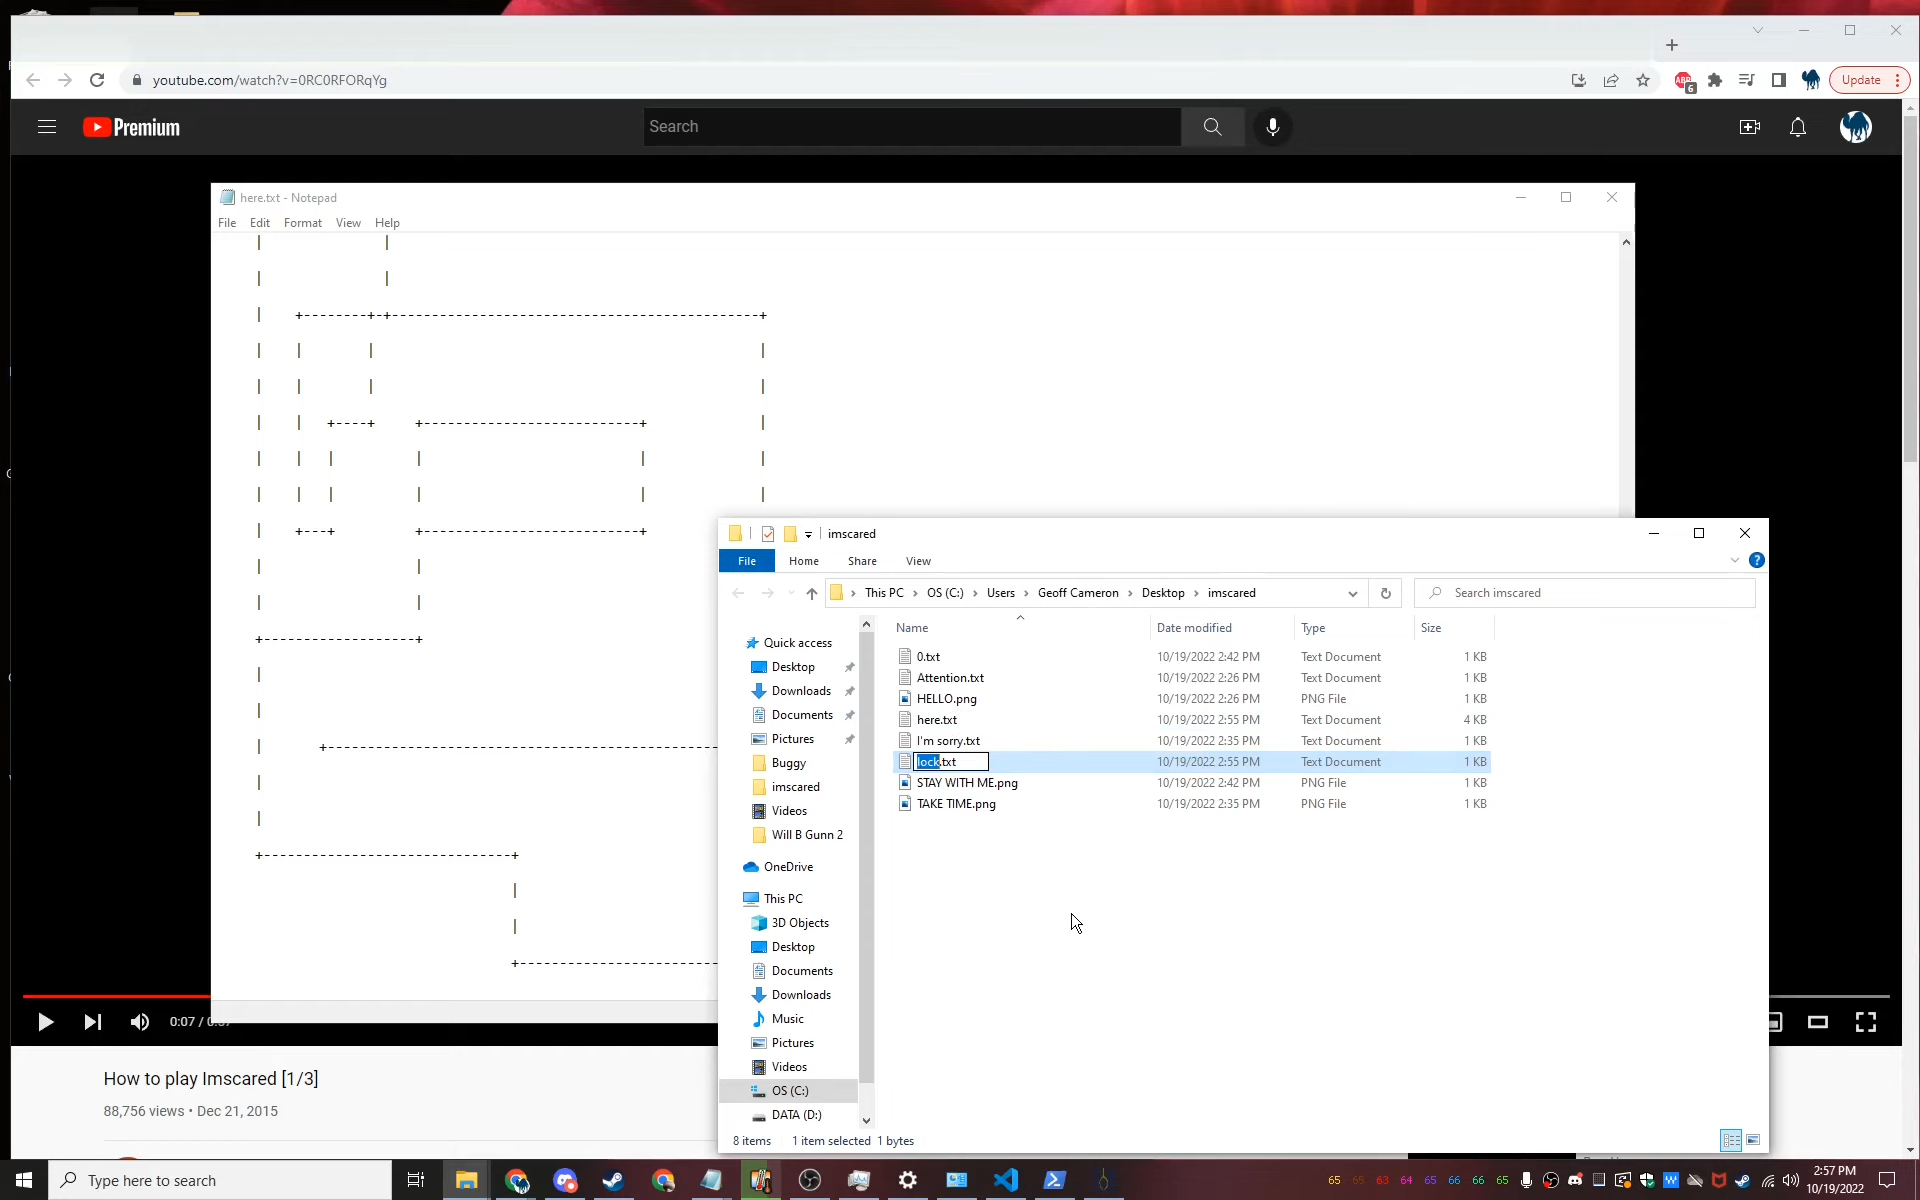 youtube.com/watch?v=0RC0RFORqYg
6
Update
Premium
Search
here.txt - Notepad
File Edit Format View Help
| |
| |
| +--------+-+-----------------------------------------------+
| | | |
| | | |
| | +----+ +---------------------------+ |
| | | | | |
| | | | | |
| +---+ +---------------------------+
| |
| |
+-------------------+
|
|
| +-------------------------------------------------
|
|
+-------------------------------+
|
|
+-------------------------
imscared
File Home Share View
This PC › OS (C:) › Users › Geoff Cameron › Desktop › imscared
Search imscared
Name Date modified Type Size
0.txt 10/19/2022 2:42 PM Text Document 1 KB
Attention.txt 10/19/2022 2:26 PM Text Document 1 KB
HELLO.png 10/19/2022 2:26 PM PNG File 1 KB
here.txt 10/19/2022 2:55 PM Text Document 4 KB
I'm sorry.txt 10/19/2022 2:35 PM Text Document 1 KB
lock.txt 10/19/2022 2:55 PM Text Document 1 KB
STAY WITH ME.png 10/19/2022 2:42 PM PNG File 1 KB
TAKE TIME.png 10/19/2022 2:35 PM PNG File 1 KB
Quick access
Desktop
Downloads
Documents
Pictures
Buggy
imscared
Videos
Will B Gunn 2
OneDrive
This PC
3D Objects
Desktop
Documents
Downloads
Music
Pictures
Videos
OS (C:)
DATA (D:)
8 items 1 item selected 1 bytes
0:07 /
How to play Imscared [1/3]
88,756 views • Dec 21, 2015
Type here to search
65 65 63 64 65 66 66 65
2:57 PM
10/19/2022